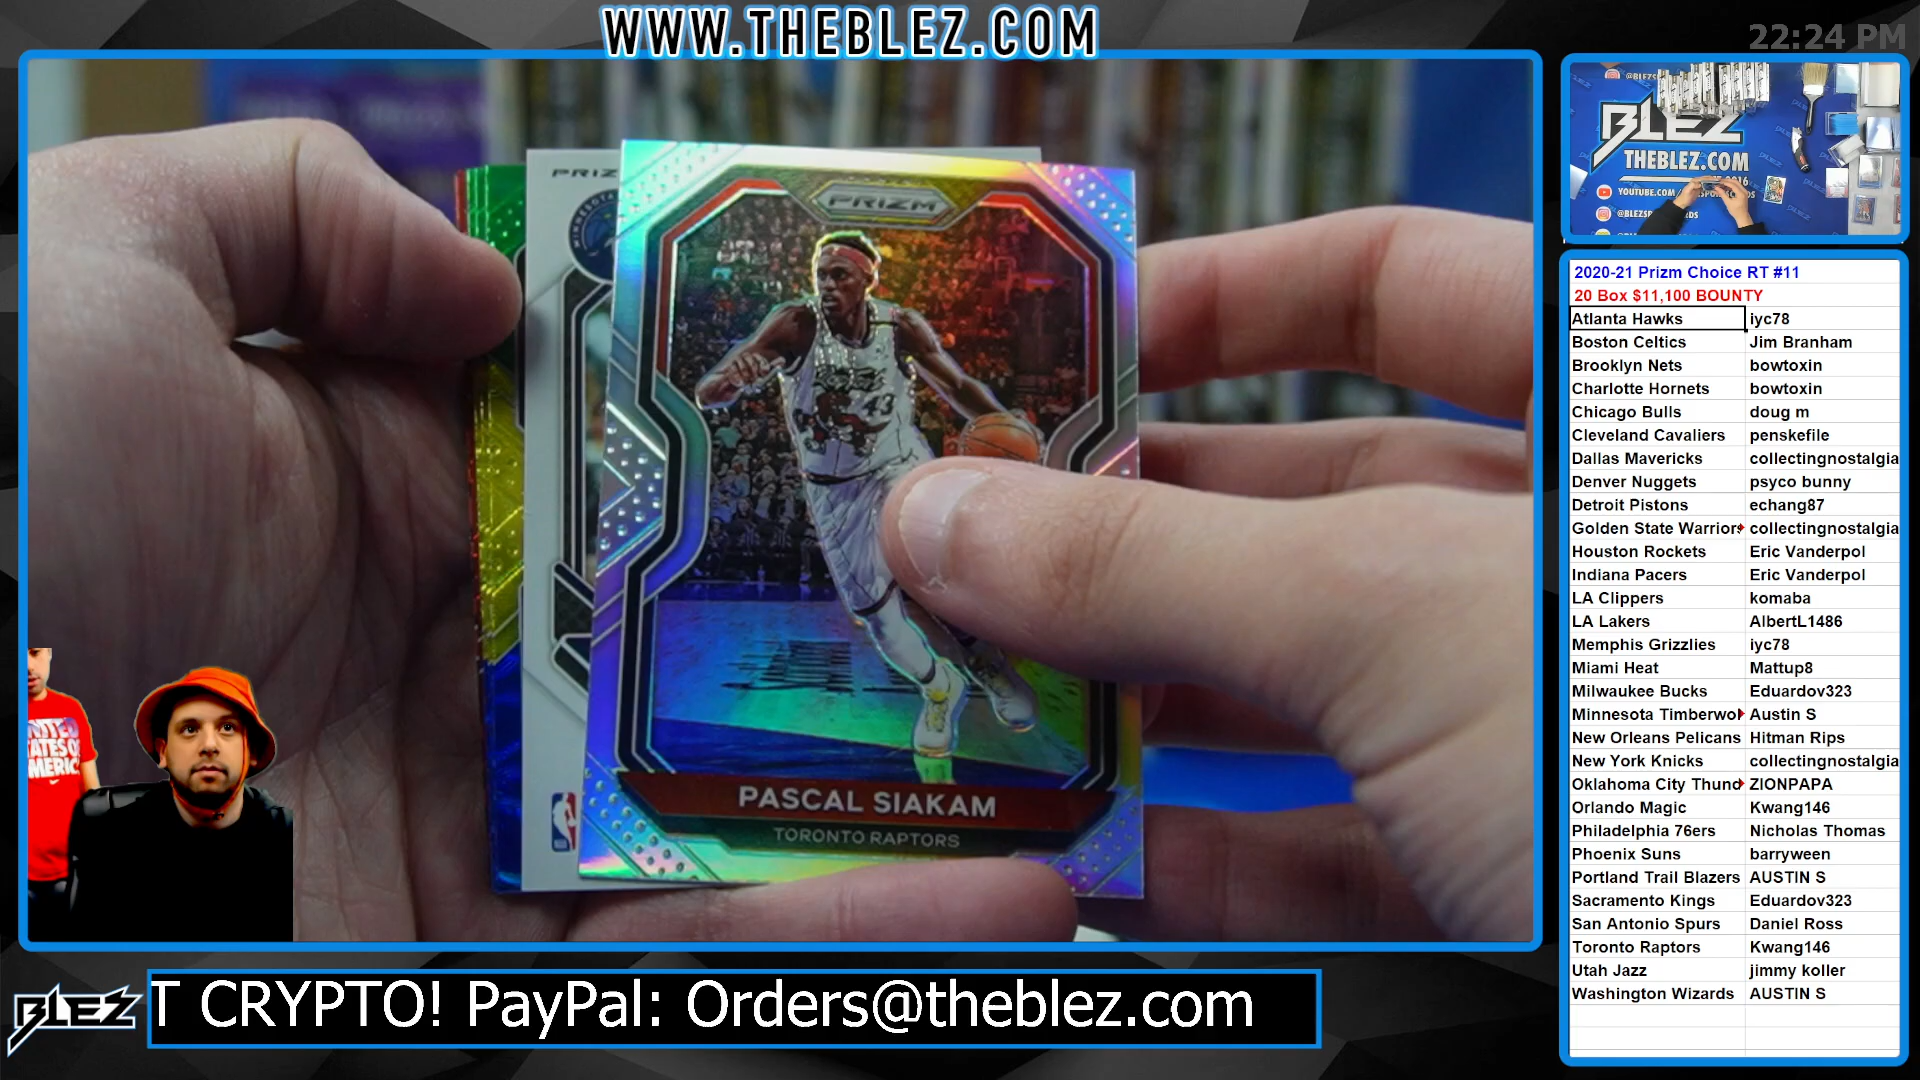 WWW.THEBLEZ.COM
22:24 PM
PRIZM
43
PASCAL SIAKAM
TORONTO RAPTORS
BLEZ
THEBLEZ.COM
YOUTUBE.COM
2020-21 Prizm Choice RT #11
20 Box $11,100 BOUNTY
Atlanta Hawks iyc78
Boston Celtics Jim Branham
Brooklyn Nets bowtoxin
Charlotte Hornets bowtoxin
Chicago Bulls doug m
Cleveland Cavaliers penskefile
Dallas Mavericks collectingnostalgia
Denver Nuggets psyco bunny
Detroit Pistons echang87
Golden State Warriors collectingnostalgia
Houston Rockets Eric Vanderpol
Indiana Pacers Eric Vanderpol
LA Clippers komaba
LA Lakers AlbertL1486
Memphis Grizzlies iyc78
Miami Heat Mattup8
Milwaukee Bucks Eduardov323
Minnesota Timberwol Austin S
New Orleans Pelicans Hitman Rips
New York Knicks collectingnostalgia
Oklahoma City Thund ZIONPAPA
Orlando Magic Kwang146
Philadelphia 76ers Nicholas Thomas
Phoenix Suns barryween
Portland Trail Blazers AUSTIN S
Sacramento Kings Eduardov323
San Antonio Spurs Daniel Ross
Toronto Raptors Kwang146
Utah Jazz jimmy koller
Washington Wizards AUSTIN S
BLEZ
T CRYPTO! PayPal: Orders@theblez.com